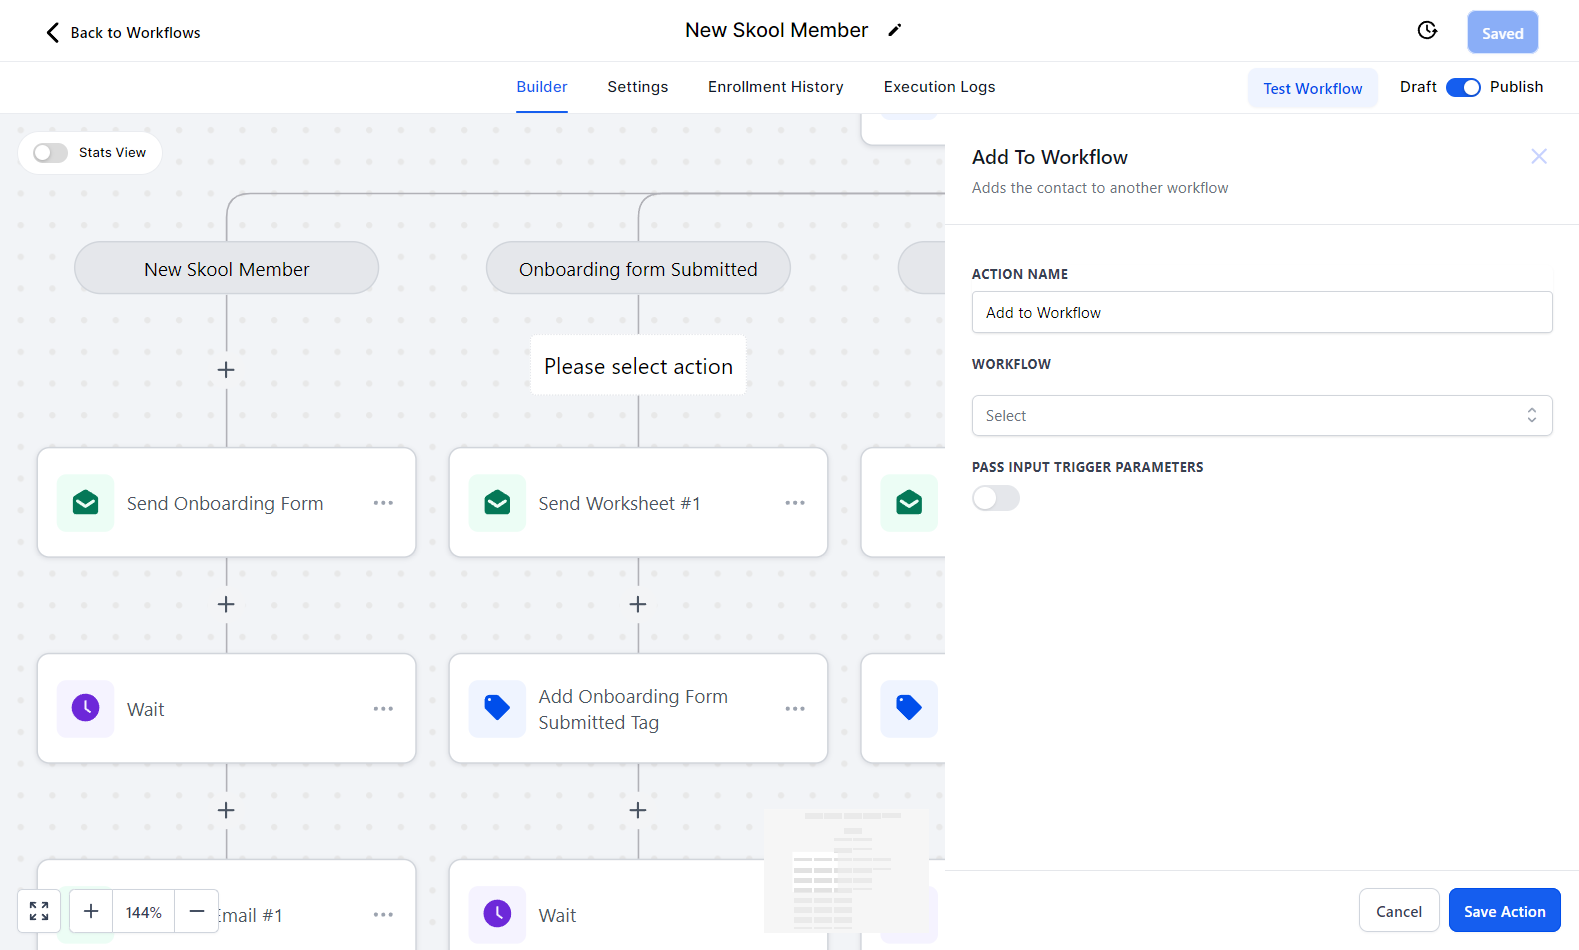 Back to Workflows
New Skool Member
Saved
Builder
Settings
Enrollment History
Execution Logs
Test Workflow
Draft
Publish
Stats View
New Skool Member
Onboarding form Submitted
Please select action
Send Onboarding Form
Send Worksheet #1
Wait
Add Onboarding Form
Submitted Tag
Email #1
Wait
144%
Add To Workflow
Adds the contact to another workflow
ACTION NAME
Add to Workflow
WORKFLOW
Select
PASS INPUT TRIGGER PARAMETERS
Cancel
Save Action